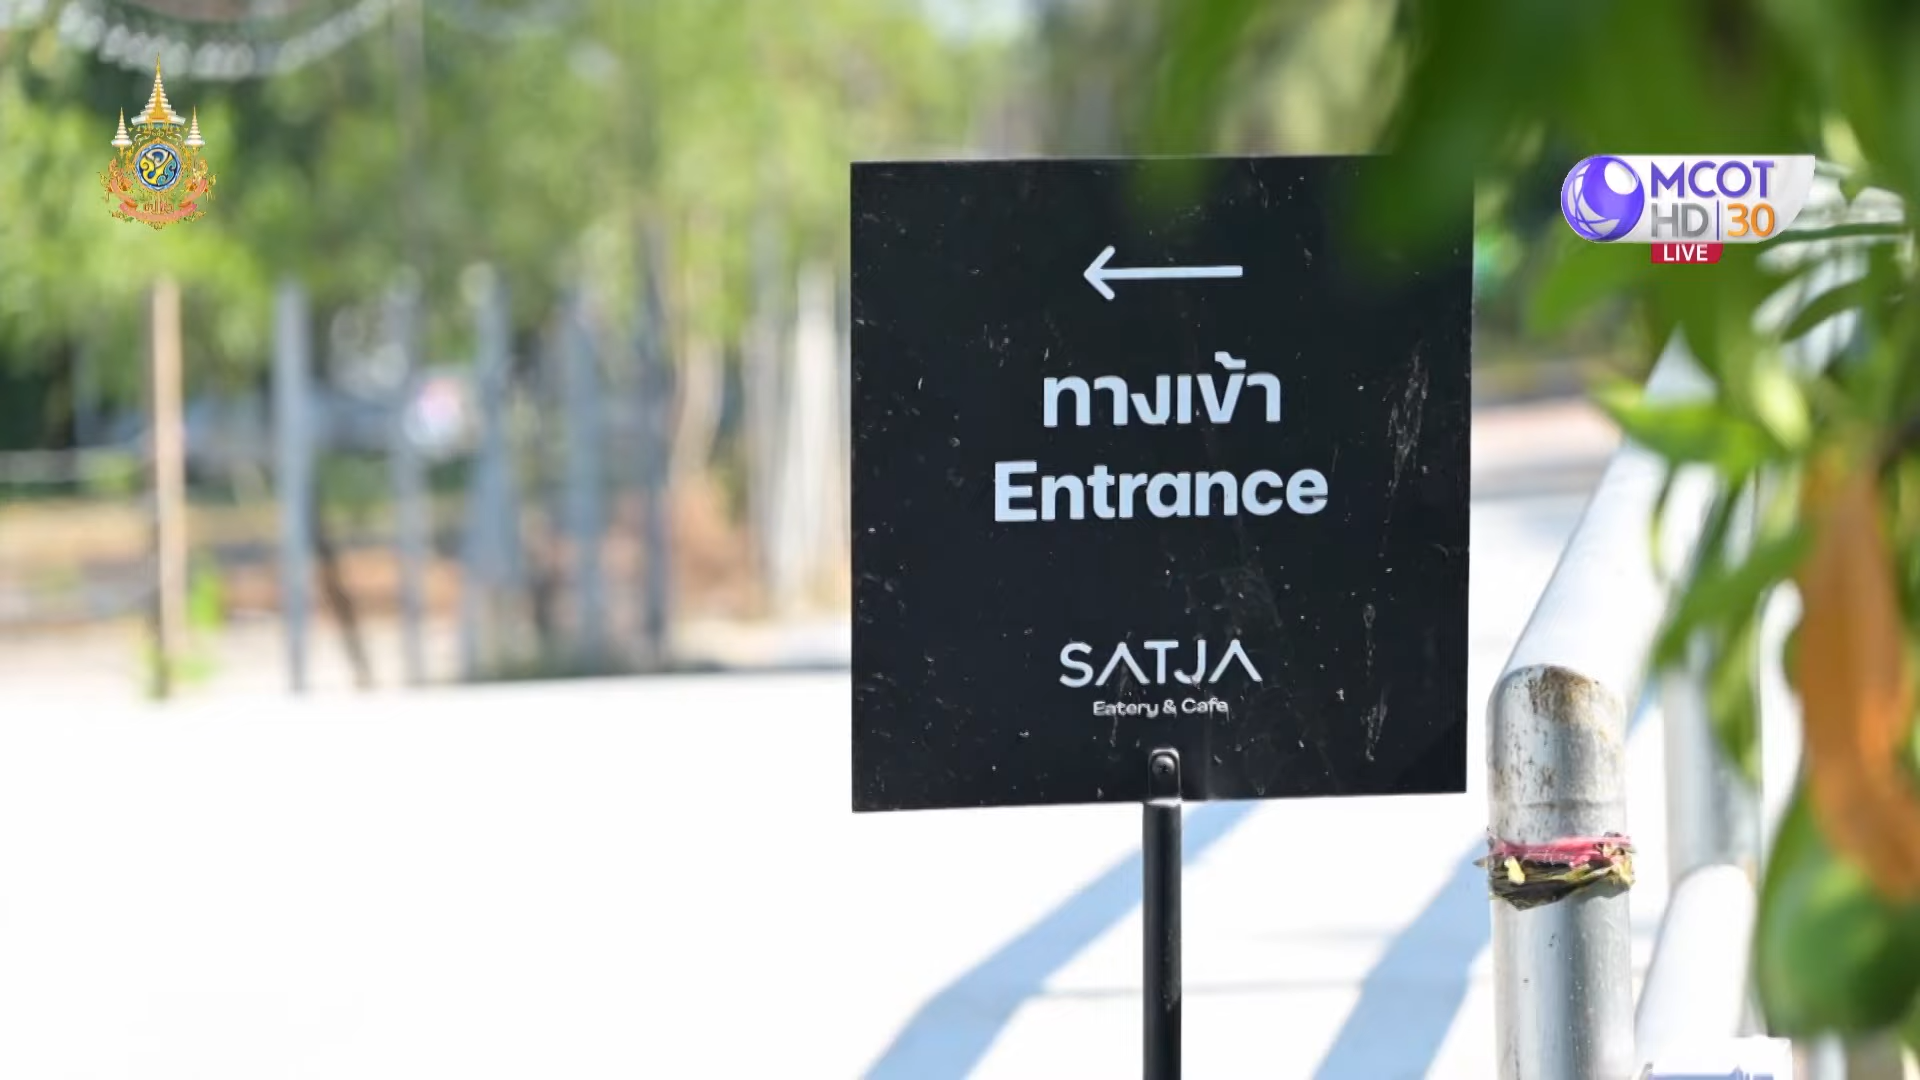 MCOT
HD 30
LIVE
ทางเข้า
Entrance
SATJA
Eatery & Cafe